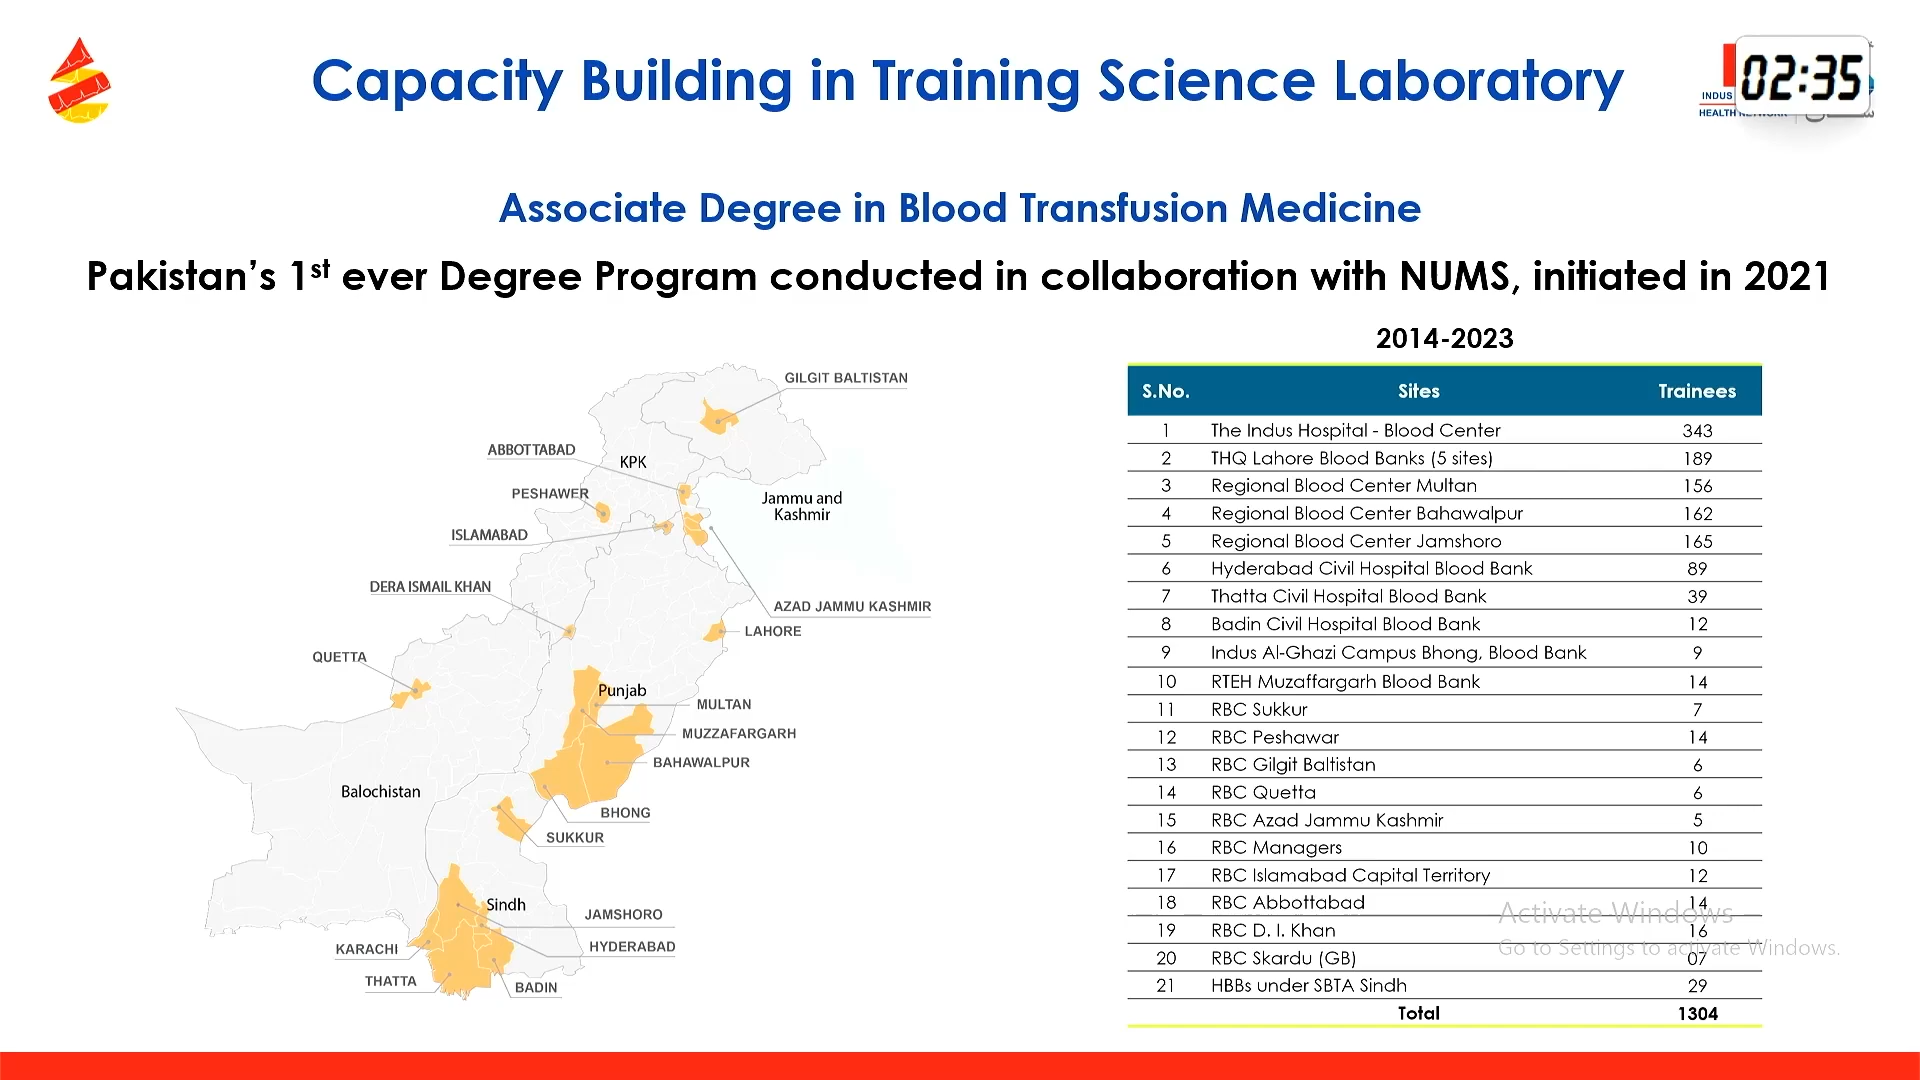 Capacity Building in Training Science Laboratory
INDUS
HEALTH NETWORK
02:35
Associate Degree in Blood Transfusion Medicine
Pakistan’s 1st ever Degree Program conducted in collaboration with NUMS, initiated in 2021
GILGIT BALTISTAN
ABBOTTABAD
KPK
PESHAWER
Jammu and
Kashmir
ISLAMABAD
DERA ISMAIL KHAN
AZAD JAMMU KASHMIR
LAHORE
QUETTA
Punjab
MULTAN
MUZZAFARGARH
BAHAWALPUR
Balochistan
BHONG
SUKKUR
Sindh
JAMSHORO
KARACHI
HYDERABAD
THATTA
BADIN
2014-2023
S.No. Sites Trainees
1 The Indus Hospital - Blood Center 343
2 THQ Lahore Blood Banks (5 sites) 189
3 Regional Blood Center Multan 156
4 Regional Blood Center Bahawalpur 162
5 Regional Blood Center Jamshoro 165
6 Hyderabad Civil Hospital Blood Bank 89
7 Thatta Civil Hospital Blood Bank 39
8 Badin Civil Hospital Blood Bank 12
9 Indus Al-Ghazi Campus Bhong, Blood Bank 9
10 RTEH Muzaffargarh Blood Bank 14
11 RBC Sukkur 7
12 RBC Peshawar 14
13 RBC Gilgit Baltistan 6
14 RBC Quetta 6
15 RBC Azad Jammu Kashmir 5
16 RBC Managers 10
17 RBC Islamabad Capital Territory 12
18 RBC Abbottabad 14
19 RBC D. I. Khan 16
20 RBC Skardu (GB) 07
21 HBBs under SBTA Sindh 29
Total 1304
Activate Windows
Go to Settings to activate Windows.